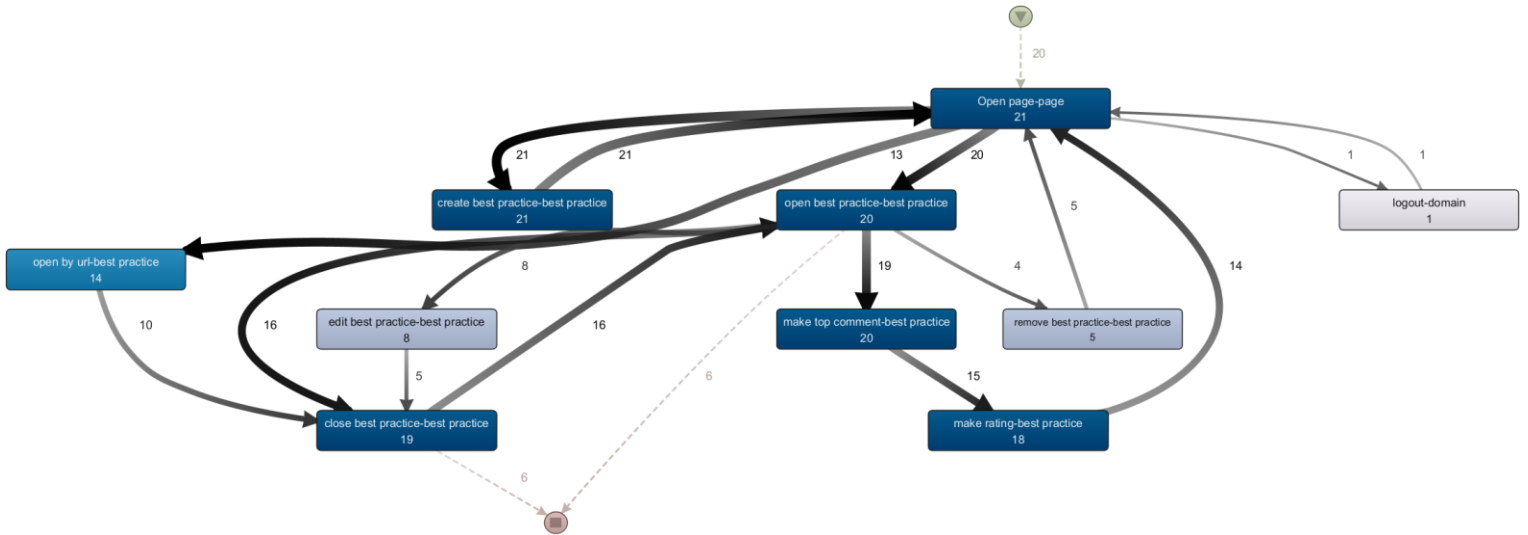 20
Open page-page
21
21
21
13
20
1
1
create best practice-best practice
21
open best practice-best practice
20
5
logout-domain
1
open by url-best practice
14
8
19
4
14
10
16
edit best practice-best practice
8
16
make top comment-best practice
20
remove best practice-best practice
5
5
6
15
close best practice-best practice
19
make rating-best practice
18
6